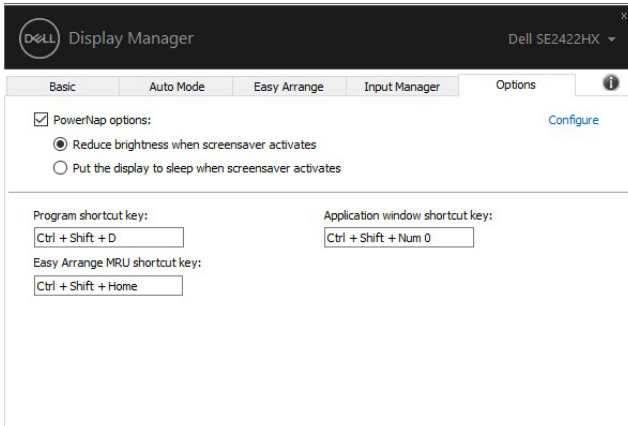 x
DELL Display Manager
Dell SE2422HX
Basic Auto Mode Easy Arrange Input Manager Options
PowerNap options: Configure
Reduce brightness when screensaver activates
Put the display to sleep when screensaver activates
Program shortcut key: Application window shortcut key:
Ctrl + Shift + D Ctrl + Shift + Num 0
Easy Arrange MRU shortcut key:
Ctrl + Shift + Home